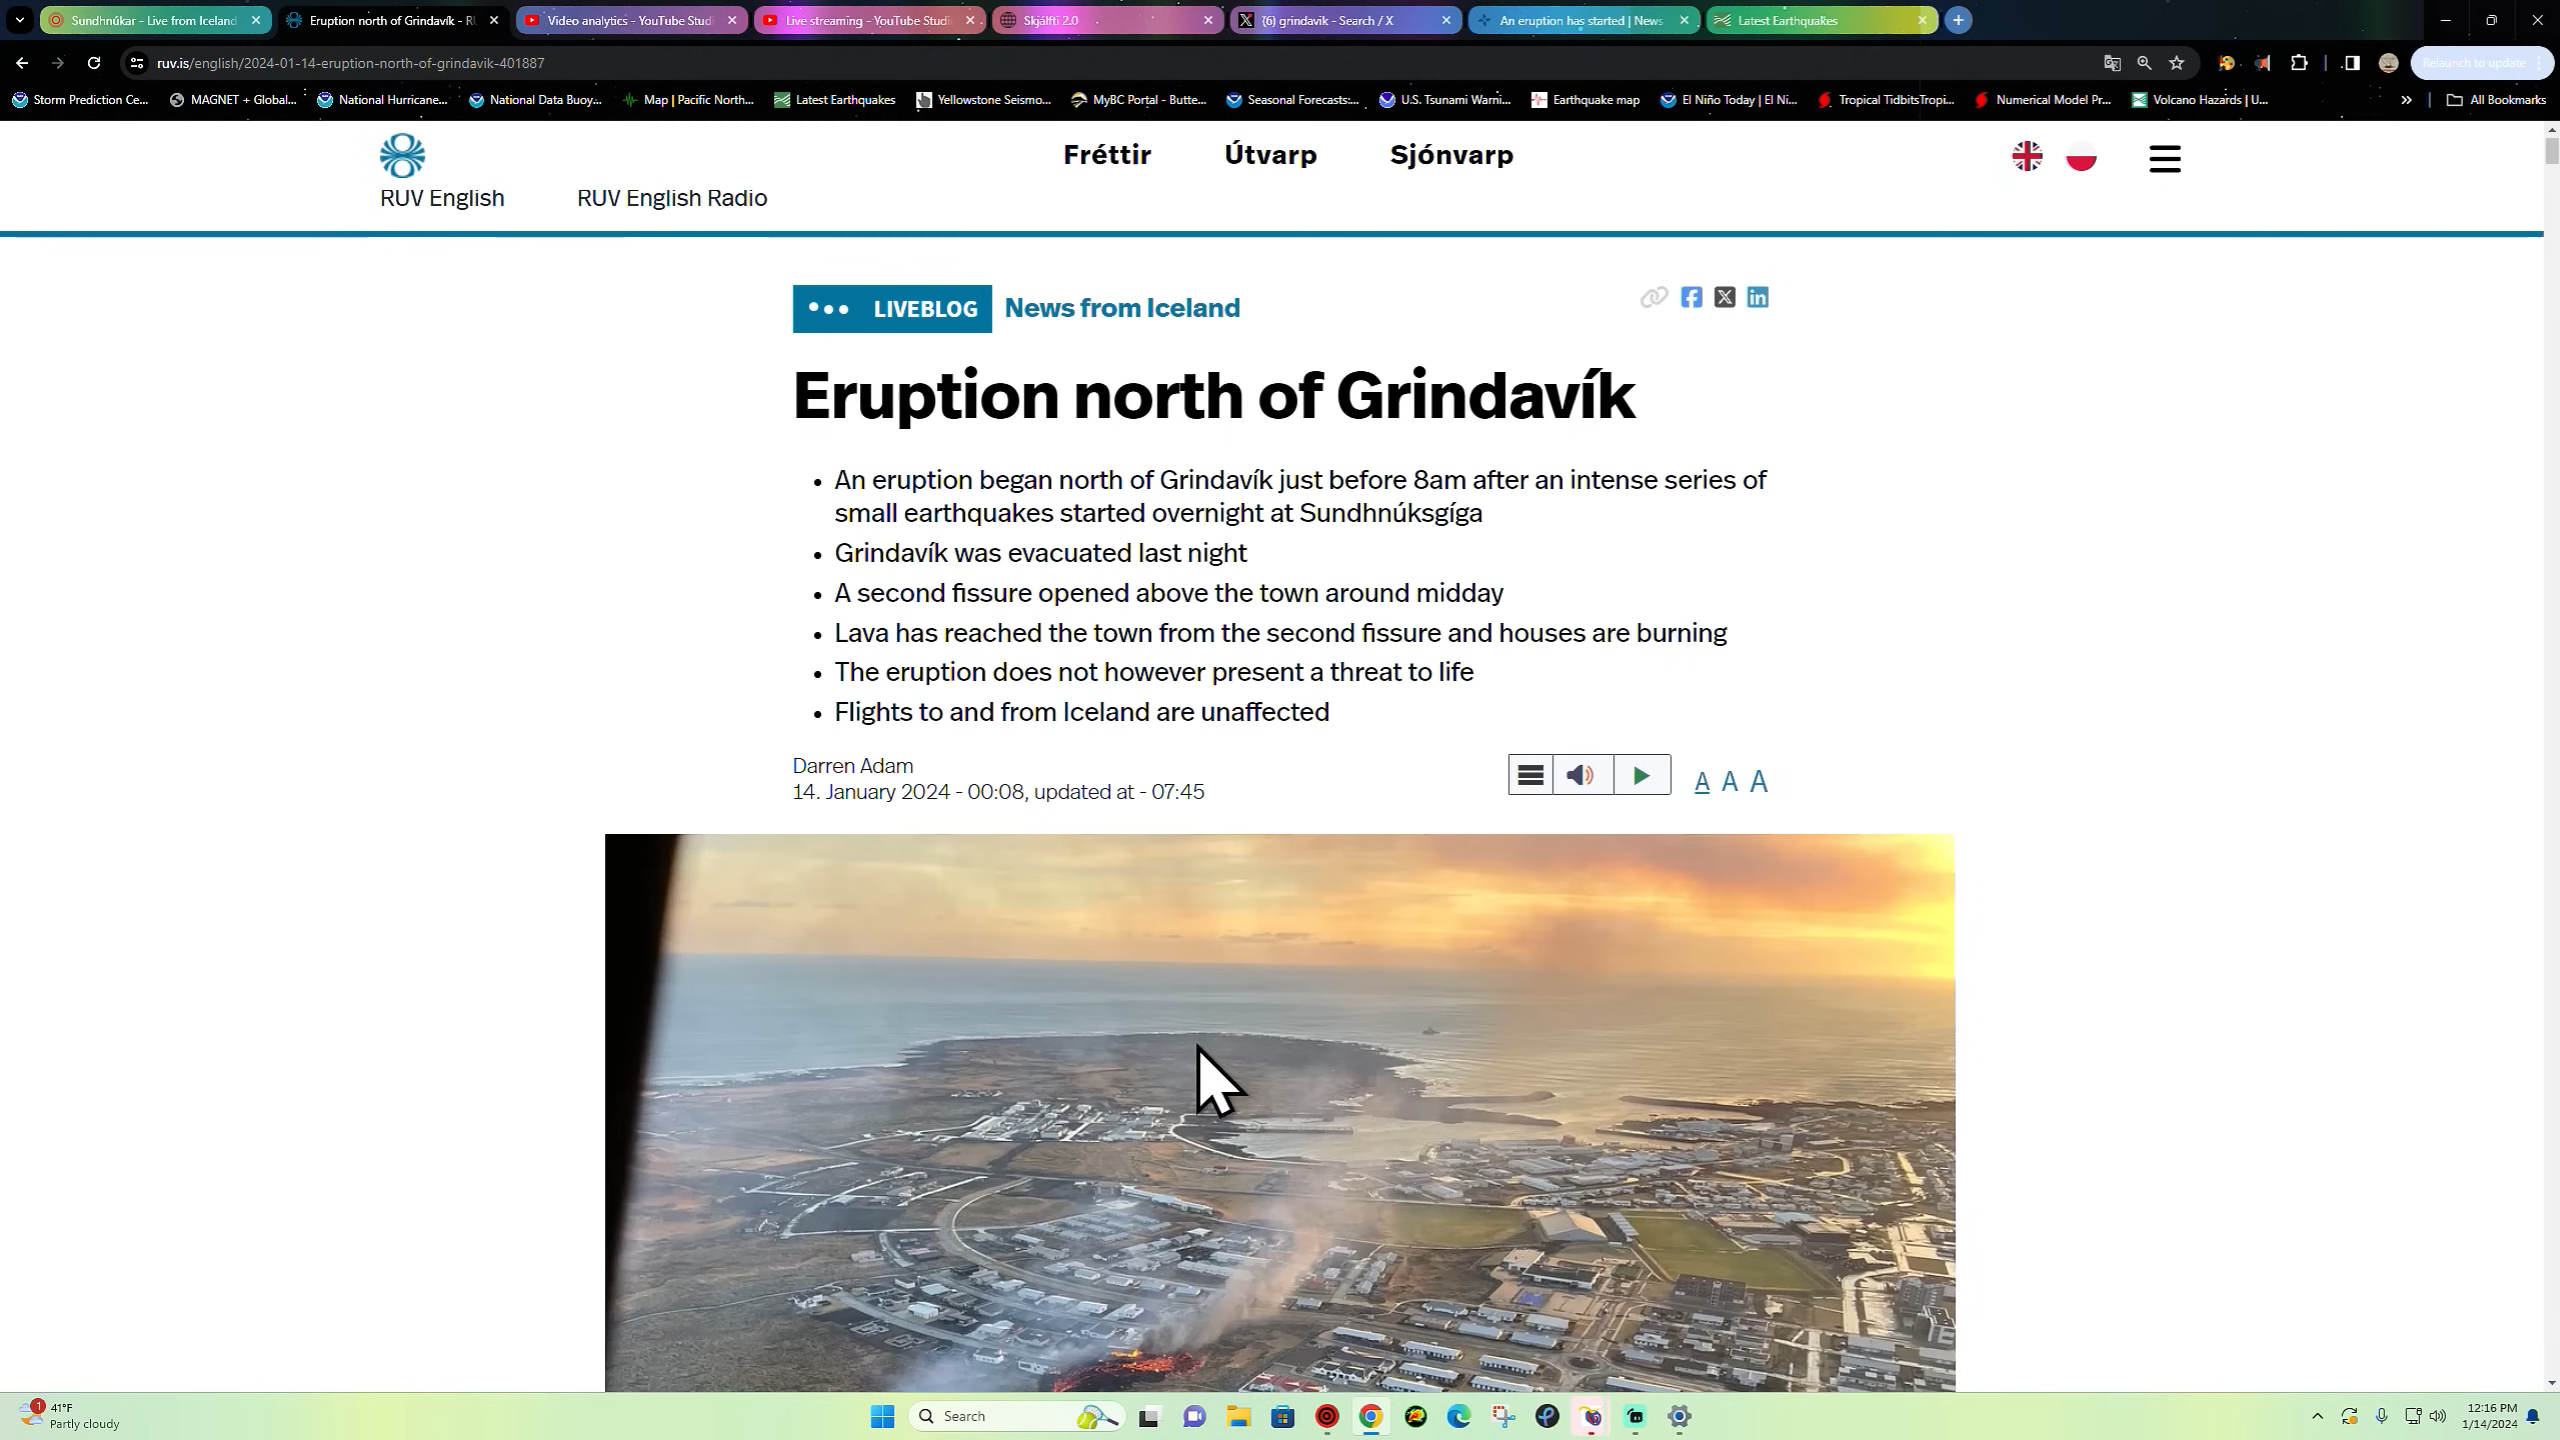 Sundhnúkar - Live from Iceland
Eruption north of Grindavík - RU
Video analytics - YouTube Studi
Live streaming - YouTube Studi
Skjálfti 2.0
(6) grindavik - Search / X
An eruption has started | News
Latest Earthquakes
ruv.is/english/2024-01-14-eruption-north-of-grindavik-401887
Relaunch to update
Storm Prediction Ce...
MAGNET + Global...
National Hurricane...
National Data Buoy...
Map | Pacific North...
Latest Earthquakes
Yellowstone Seismo...
MyBC Portal - Butte...
Seasonal Forecasts:...
U.S. Tsunami Warni...
Earthquake map
El Niño Today | El Ni...
Tropical TidbitsTropi...
Numerical Model Pr...
Volcano Hazards | U...
All Bookmarks
Fréttir
Útvarp
Sjónvarp
RUV English
RUV English Radio
LIVEBLOG
News from Iceland
Eruption north of Grindavík
• An eruption began north of Grindavík just before 8am after an intense series of
small earthquakes started overnight at Sundhnúksgíga
• Grindavík was evacuated last night
• A second fissure opened above the town around midday
• Lava has reached the town from the second fissure and houses are burning
• The eruption does not however present a threat to life
• Flights to and from Iceland are unaffected
Darren Adam
14. January 2024 - 00:08, updated at - 07:45
A A A
1
41°F
Partly cloudy
Search
12:16 PM
1/14/2024